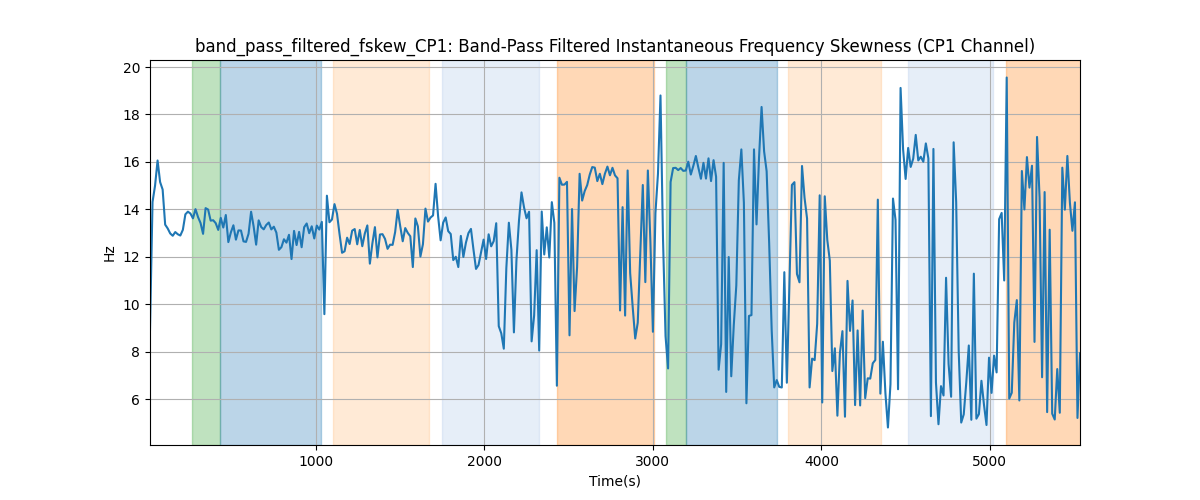 band_pass_filtered_fskew_CP1: Band-Pass Filtered Instantaneous Frequency Skewness (CP1 Channel)
20
18
16
14
12
10
8
6
Hz
1000 2000 3000 4000 5000
Time(s)